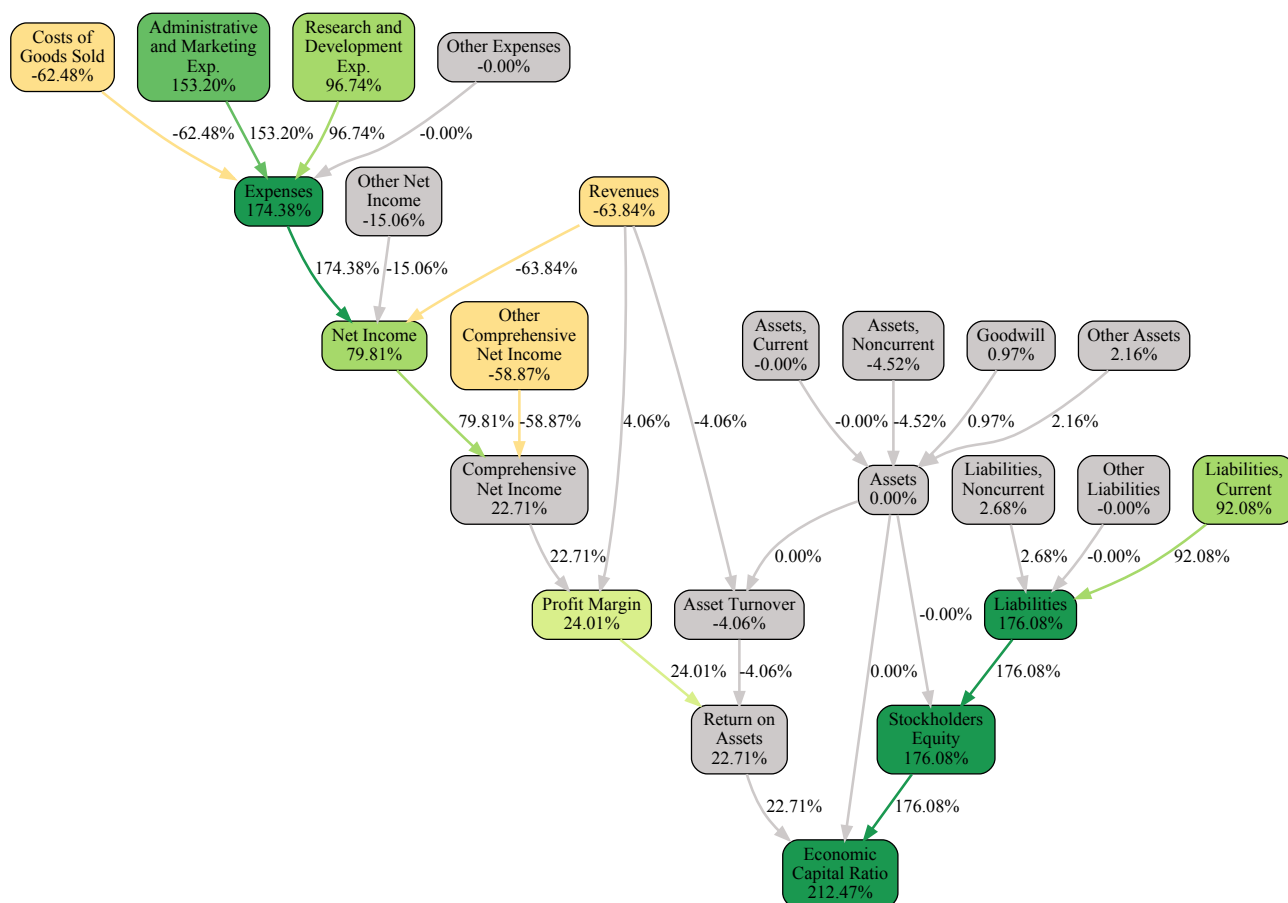 Costs of
Goods Sold
-62.48%
Administrative
and Marketing
Exp.
153.20%
Research and
Development
Exp.
96.74%
Other Expenses
-0.00%
-62.48%
153.20%
96.74%
-0.00%
Expenses
174.38%
Other Net
Income
-15.06%
Revenues
-63.84%
174.38%
-15.06%
-63.84%
Net Income
79.81%
Other
Comprehensive
Net Income
-58.87%
Assets,
Current
-0.00%
Assets,
Noncurrent
-4.52%
Goodwill
0.97%
Other Assets
2.16%
79.81%
-58.87%
4.06%
-4.06%
-0.00%
-4.52%
0.97%
2.16%
Comprehensive
Net Income
22.71%
Assets
0.00%
Liabilities,
Noncurrent
2.68%
Other
Liabilities
-0.00%
Liabilities,
Current
92.08%
22.71%
0.00%
2.68%
-0.00%
92.08%
Profit Margin
24.01%
Asset Turnover
-4.06%
-0.00%
Liabilities
176.08%
24.01%
-4.06%
0.00%
176.08%
Return on
Assets
22.71%
Stockholders
Equity
176.08%
22.71%
176.08%
Economic
Capital Ratio
212.47%